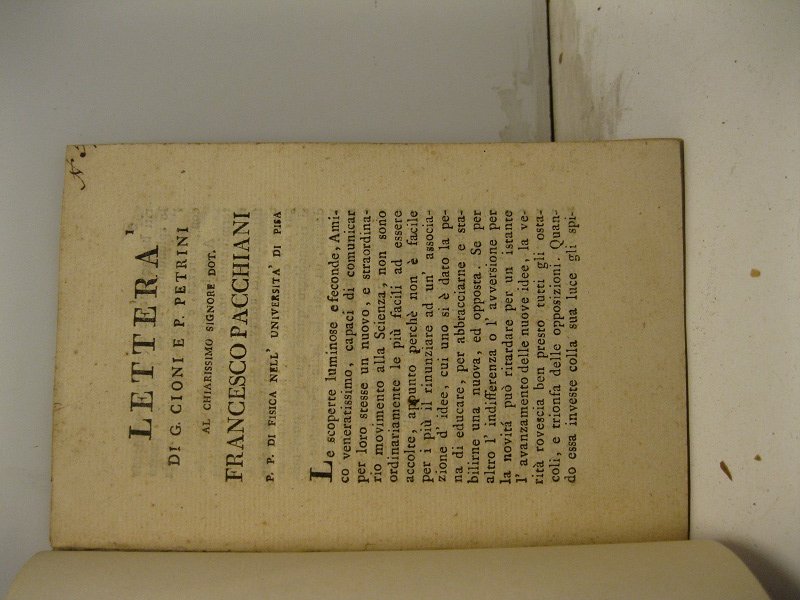 LETTERA'
DI G. CIONI E P. PETRINI
AL CHIARISSIMO SIGNORE DOT.
FRANCESCO PACCHIANI
P. P. DI FISICA NELL' UNIVERSITA' DI PISA
Le scoperte luminose e feconde, Ami-
co veneratissimo, capaci di comunicar
per loro stesse un nuovo, e straordina-
rio movimento alla Scienza, non sono
ordinariamente le più facili ad essere
accolte, appunto perchè non è facile
per i più il rinunziare ad un' associa-
zione d' idee, cui uno si è dato la pe-
na di educare, per abbracciarne e sta-
bilirne una nuova, ed opposta. Se per
altro l' indifferenza o l' avversione per
la novità può ritardare per un istante
l' avanzamento delle nuove idee, la ve-
rità rovescia ben presto tutti gli osta-
coli, e trionfa delle opposizioni. Quan-
do essa investe colla sua luce gli spi-